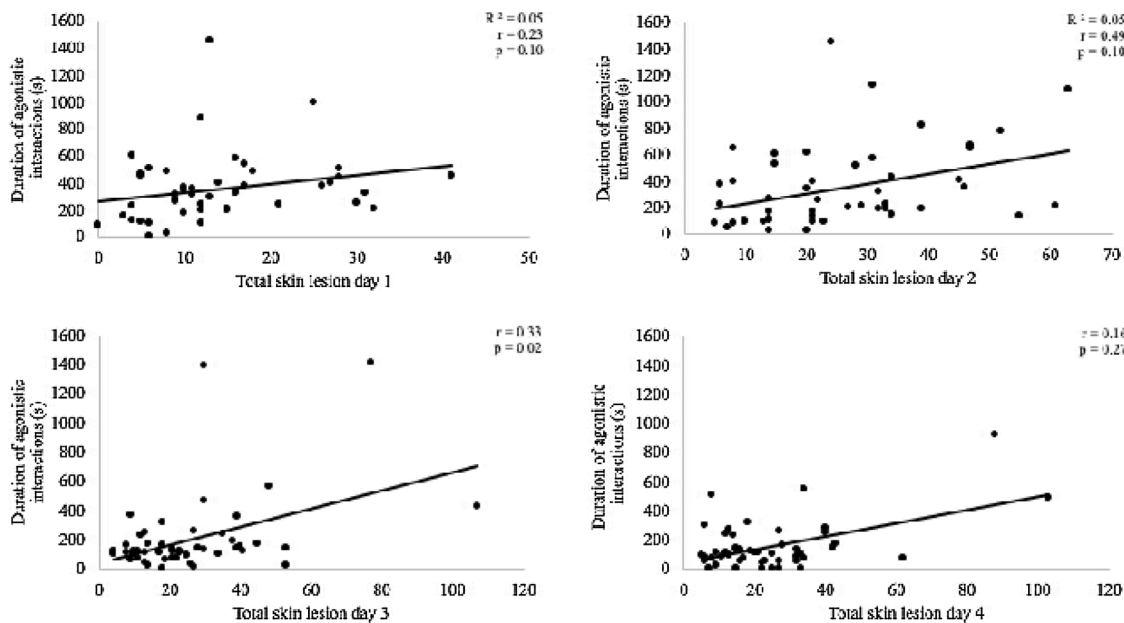 R ² = 0.05
r = 0.23
p = 0.10
Duration of agonistic
interactions (s)
1600
1400
1200
1000
800
600
400
200
0
0 10 20 30 40 50
Total skin lesion day 1
R ² = 0.05
r = 0.49
p = 0.10
Duration of agonistic
interactions (s)
1600
1400
1200
1000
800
600
400
200
0
0 10 20 30 40 50 60 70
Total skin lesion day 2
r = 0.33
p = 0.02
Duration of agonistic
interactions (s)
1600
1400
1200
1000
800
600
400
200
0
0 20 40 60 80 100 120
Total skin lesion day 3
r = 0.16
p = 0.27
Duration of agonistic
interactions (s)
1600
1400
1200
1000
800
600
400
200
0
0 20 40 60 80 100 120
Total skin lesion day 4